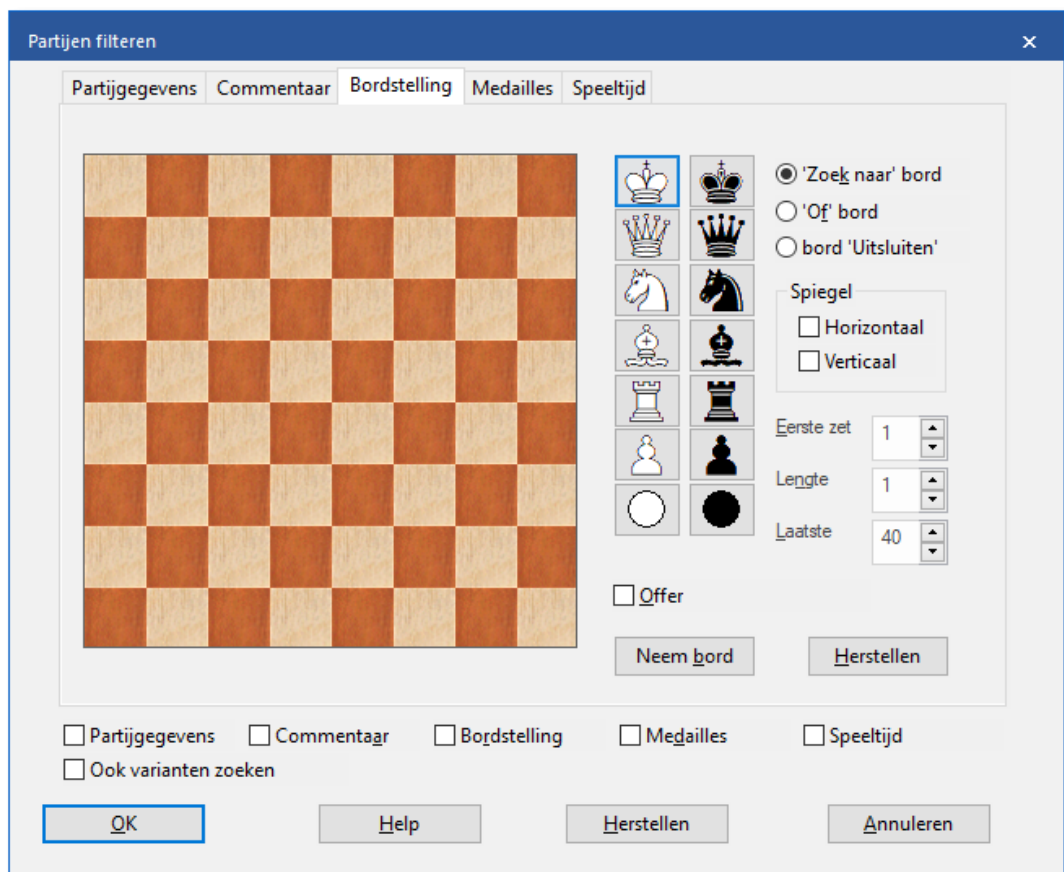 Partijen filteren
Partijgegevens Commentaar Bordstelling Medailles Speeltijd
'Zoek naar' bord
'Of' bord
bord 'Uitsluiten'
Spiegel
Horizontaal
Verticaal
Eerste zet 1
Lengte 1
Laatste 40
Offer
Neem bord Herstellen
Partijgegevens Commentaar Bordstelling Medailles Speeltijd
Ook varianten zoeken
OK Help Herstellen Annuleren